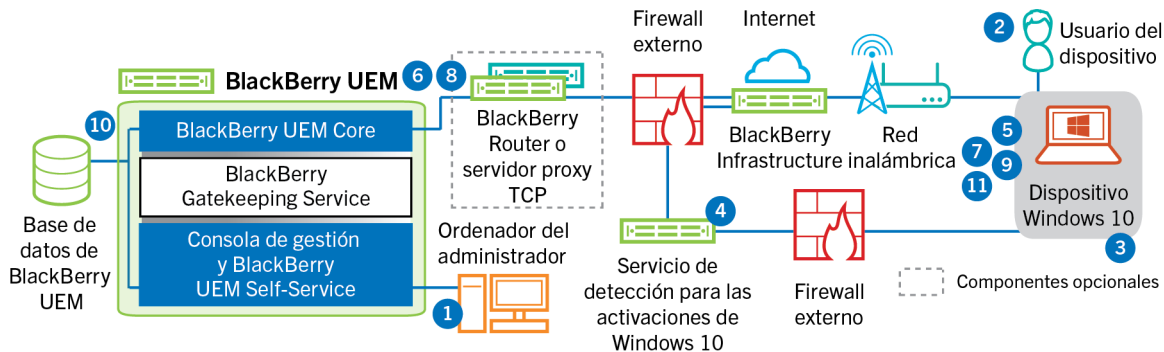 BlackBerry UEM
6
8
10
BlackBerry UEM Core
BlackBerry
Gatekeeping Service
Consola de gestión
y BlackBerry
UEM Self-Service
Base de
datos de
BlackBerry
UEM
BlackBerry
Router o
servidor proxy
TCP
Ordenador del
administrador
1
Firewall
externo
Internet
BlackBerry
Infrastructure
Red
inalámbrica
2
Usuario del
dispositivo
5
7
9
11
Dispositivo
Windows 10
3
4
Servicio de
detección para las
activaciones de
Windows 10
Firewall
externo
Componentes opcionales